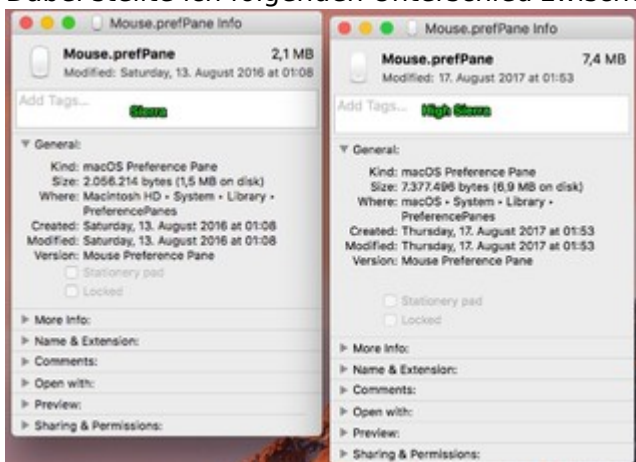 Mouse.prefPane Info
Mouse.prefPane 2,1 MB
Modified: Saturday, 13. August 2016 at 01:08
Add Tags...
Sierra
General:
Kind: macOS Preference Pane
Size: 2.056.214 bytes (1,5 MB on disk)
Where: Macintosh HD • System • Library •
PreferencePanes
Created: Saturday, 13. August 2016 at 01:08
Modified: Saturday, 13. August 2016 at 01:08
Version: Mouse Preference Pane
Stationery pad
Locked
More Info:
Name & Extension:
Comments:
Open with:
Preview:
Sharing & Permissions:
Mouse.prefPane Info
Mouse.prefPane 7,4 MB
Modified: 17. August 2017 at 01:53
Add Tags...
High Sierra
General:
Kind: macOS Preference Pane
Size: 7.377.496 bytes (6,9 MB on disk)
Where: macOS • System • Library •
PreferencePanes
Created: Thursday, 17. August 2017 at 01:53
Modified: Thursday, 17. August 2017 at 01:53
Version: Mouse Preference Pane
Stationery pad
Locked
More Info:
Name & Extension:
Comments:
Open with:
Preview:
Sharing & Permissions: